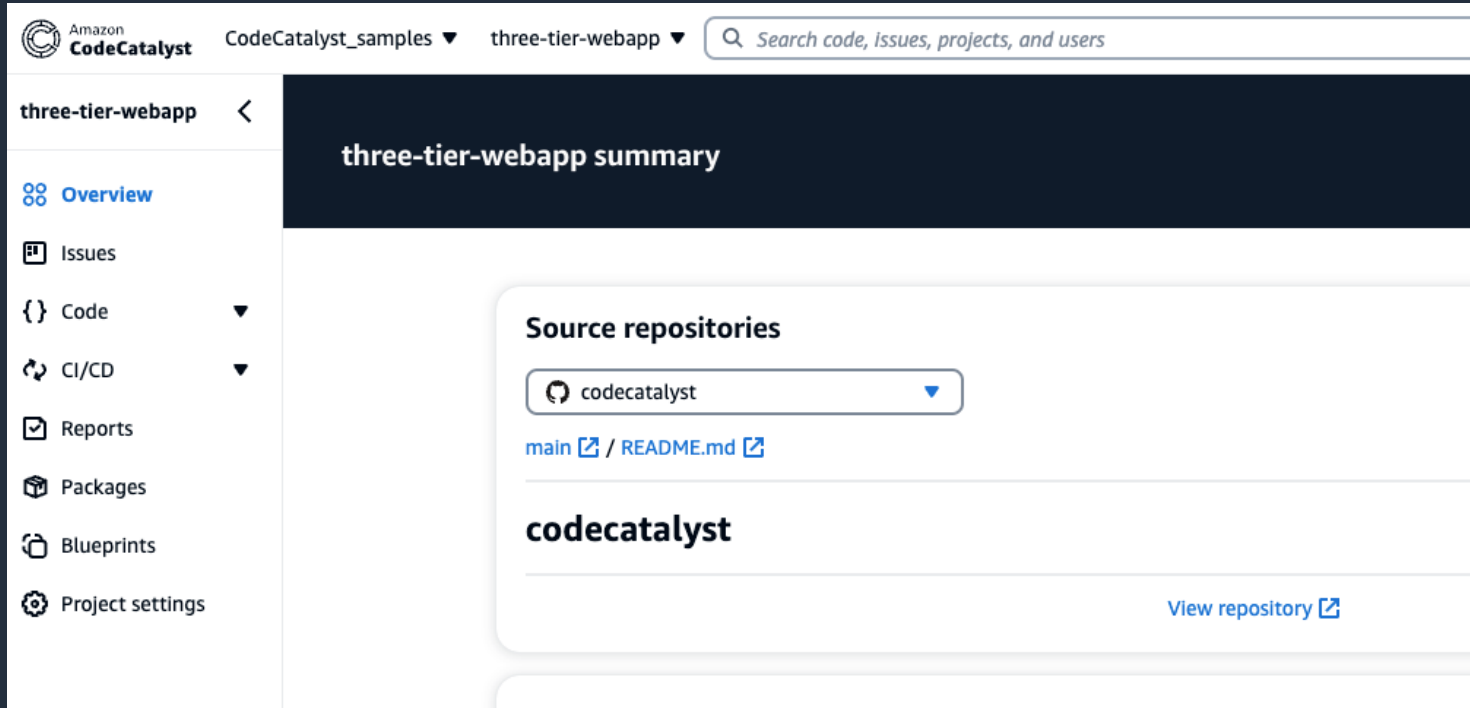 Amazon
CodeCatalyst
CodeCatalyst_samples
three-tier-webapp
Search code, issues, projects, and users
three-tier-webapp
Overview
Issues
Code
CI/CD
Reports
Packages
Blueprints
Project settings
three-tier-webapp summary
Source repositories
codecatalyst
main / README.md
codecatalyst
View repository